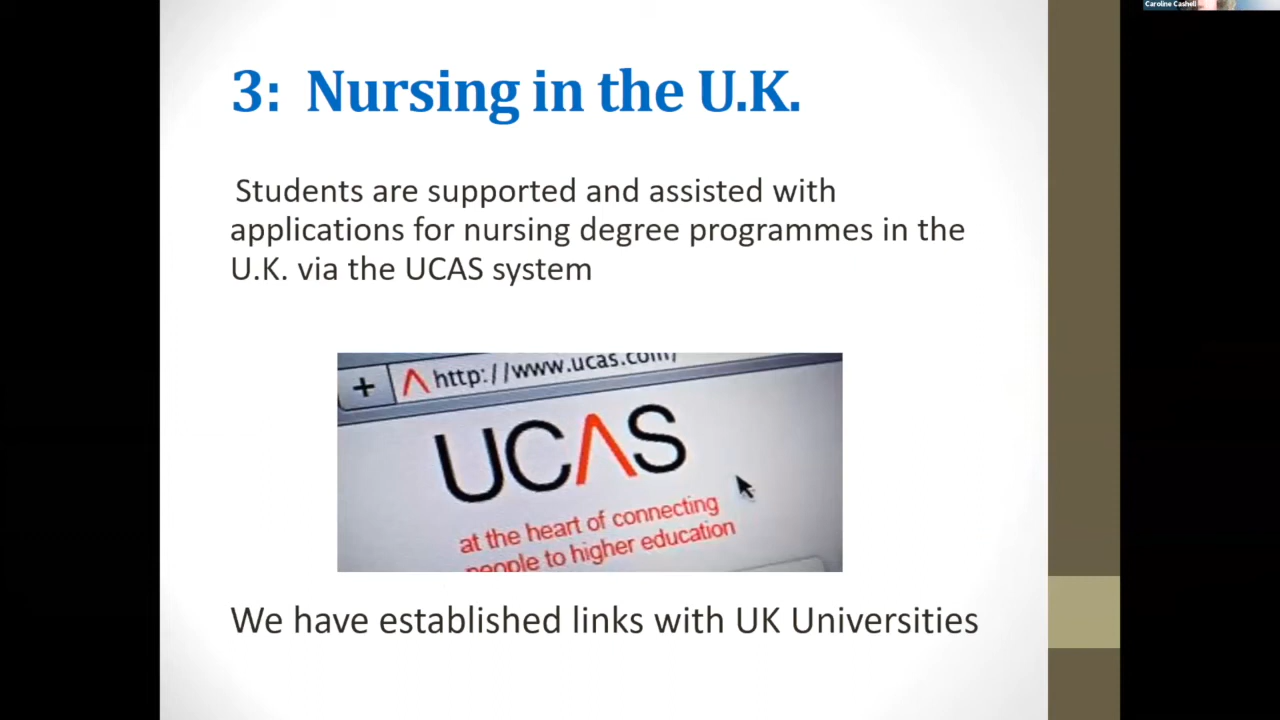 Caroline Cashell
3: Nursing in the U.K.
Students are supported and assisted with
applications for nursing degree programmes in the
U.K. via the UCAS system
+ http://www.ucas.com/
UCAS
at the heart of connecting
people to higher education
We have established links with UK Universities